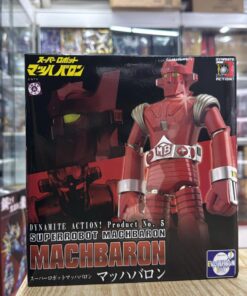 スーパーロボット
マッハバロン
DYNAMITE
ACTION!
MB
DYNAMITE ACTION! Product No. 5
SUPERROBOT MACHBARON
MACHBARON
スーパーロボットマッハバロン マッハバロン